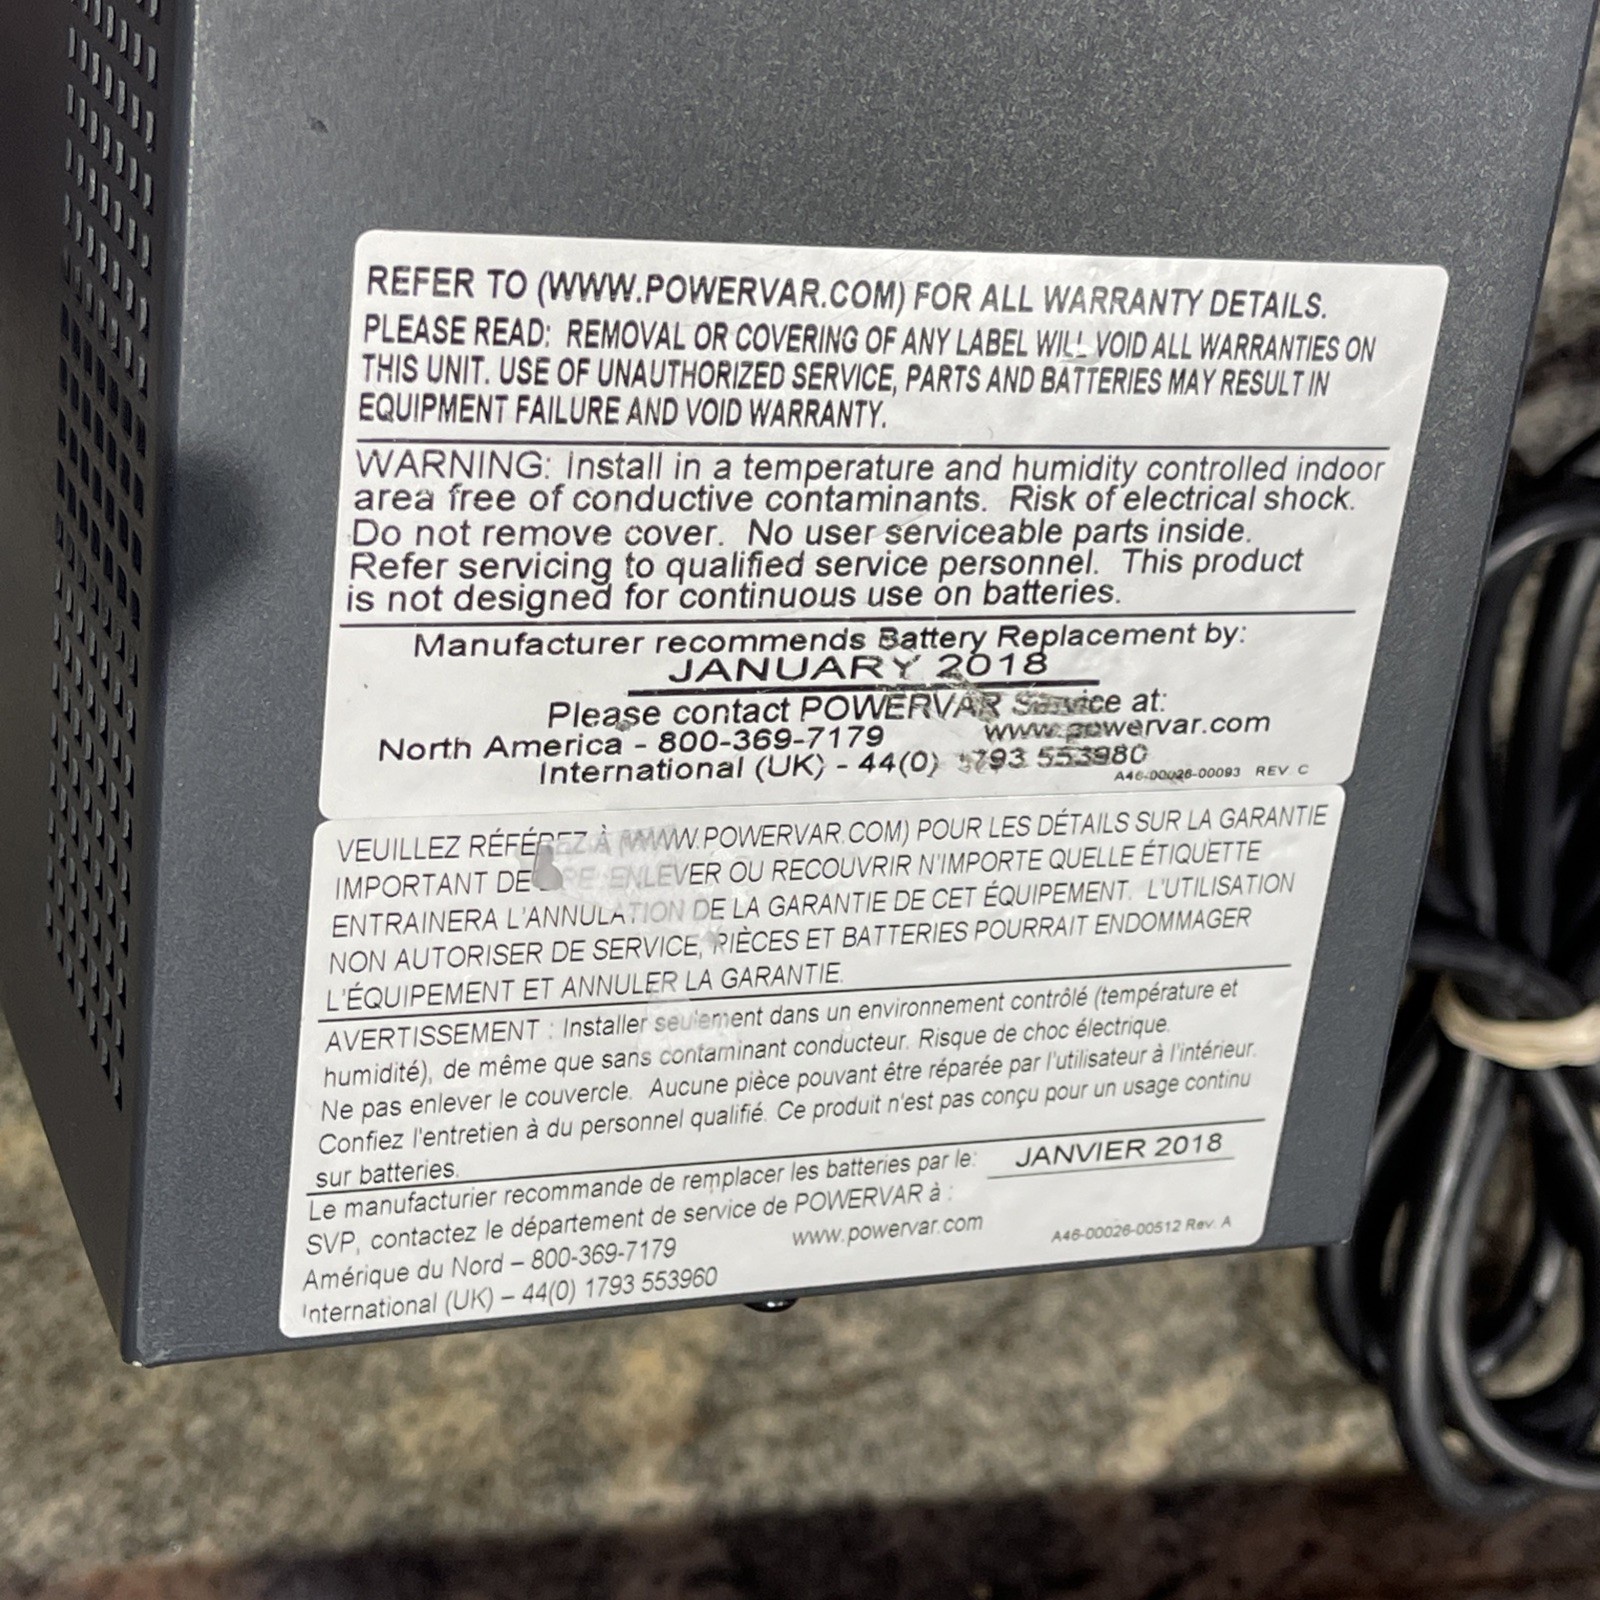 REFER TO (WWW.POWERVAR.COM) FOR ALL WARRANTY DETAILS.
PLEASE READ: REMOVAL OR COVERING OF ANY LABEL WILL VOID ALL WARRANTIES ON
THIS UNIT. USE OF UNAUTHORIZED SERVICE, PARTS AND BATTERIES MAY RESULT IN
EQUIPMENT FAILURE AND VOID WARRANTY.
WARNING: Install in a temperature and humidity controlled indoor
area free of conductive contaminants. Risk of electrical shock.
Do not remove cover. No user serviceable parts inside.
Refer servicing to qualified service personnel. This product
is not designed for continuous use on batteries.
Manufacturer recommends Battery Replacement by:
JANUARY 2018
Please contact POWERVAR Service at:
North America - 800-369-7179 www.powervar.com
International (UK) - 44(0) 1793 553980
A46-00026-00093 REV C
VEUILLEZ RÉFÉREZ À (WWW.POWERVAR.COM) POUR LES DÉTAILS SUR LA GARANTIE
IMPORTANT DE ENLEVER OU RECOUVRIR N'IMPORTE QUELLE ÉTIQUETTE
ENTRAINERA L'ANNULATION DE LA GARANTIE DE CET ÉQUIPEMENT. L'UTILISATION
NON AUTORISER DE SERVICE, PIÈCES ET BATTERIES POURRAIT ENDOMMAGER
L'ÉQUIPEMENT ET ANNULER LA GARANTIE.
AVERTISSEMENT : Installer seulement dans un environnement contrôlé (température et
humidité), de même que sans contaminant conducteur. Risque de choc électrique.
Ne pas enlever le couvercle. Aucune pièce pouvant être réparée par l'utilisateur à l'intérieur.
Confiez l'entretien à du personnel qualifié. Ce produit n'est pas conçu pour un usage continu
sur batteries.
Le manufacturier recommande de remplacer les batteries par le: JANVIER 2018
SVP, contactez le département de service de POWERVAR à :
Amérique du Nord – 800-369-7179 www.powervar.com A46-00026-00512 Rev. A
International (UK) – 44(0) 1793 553960